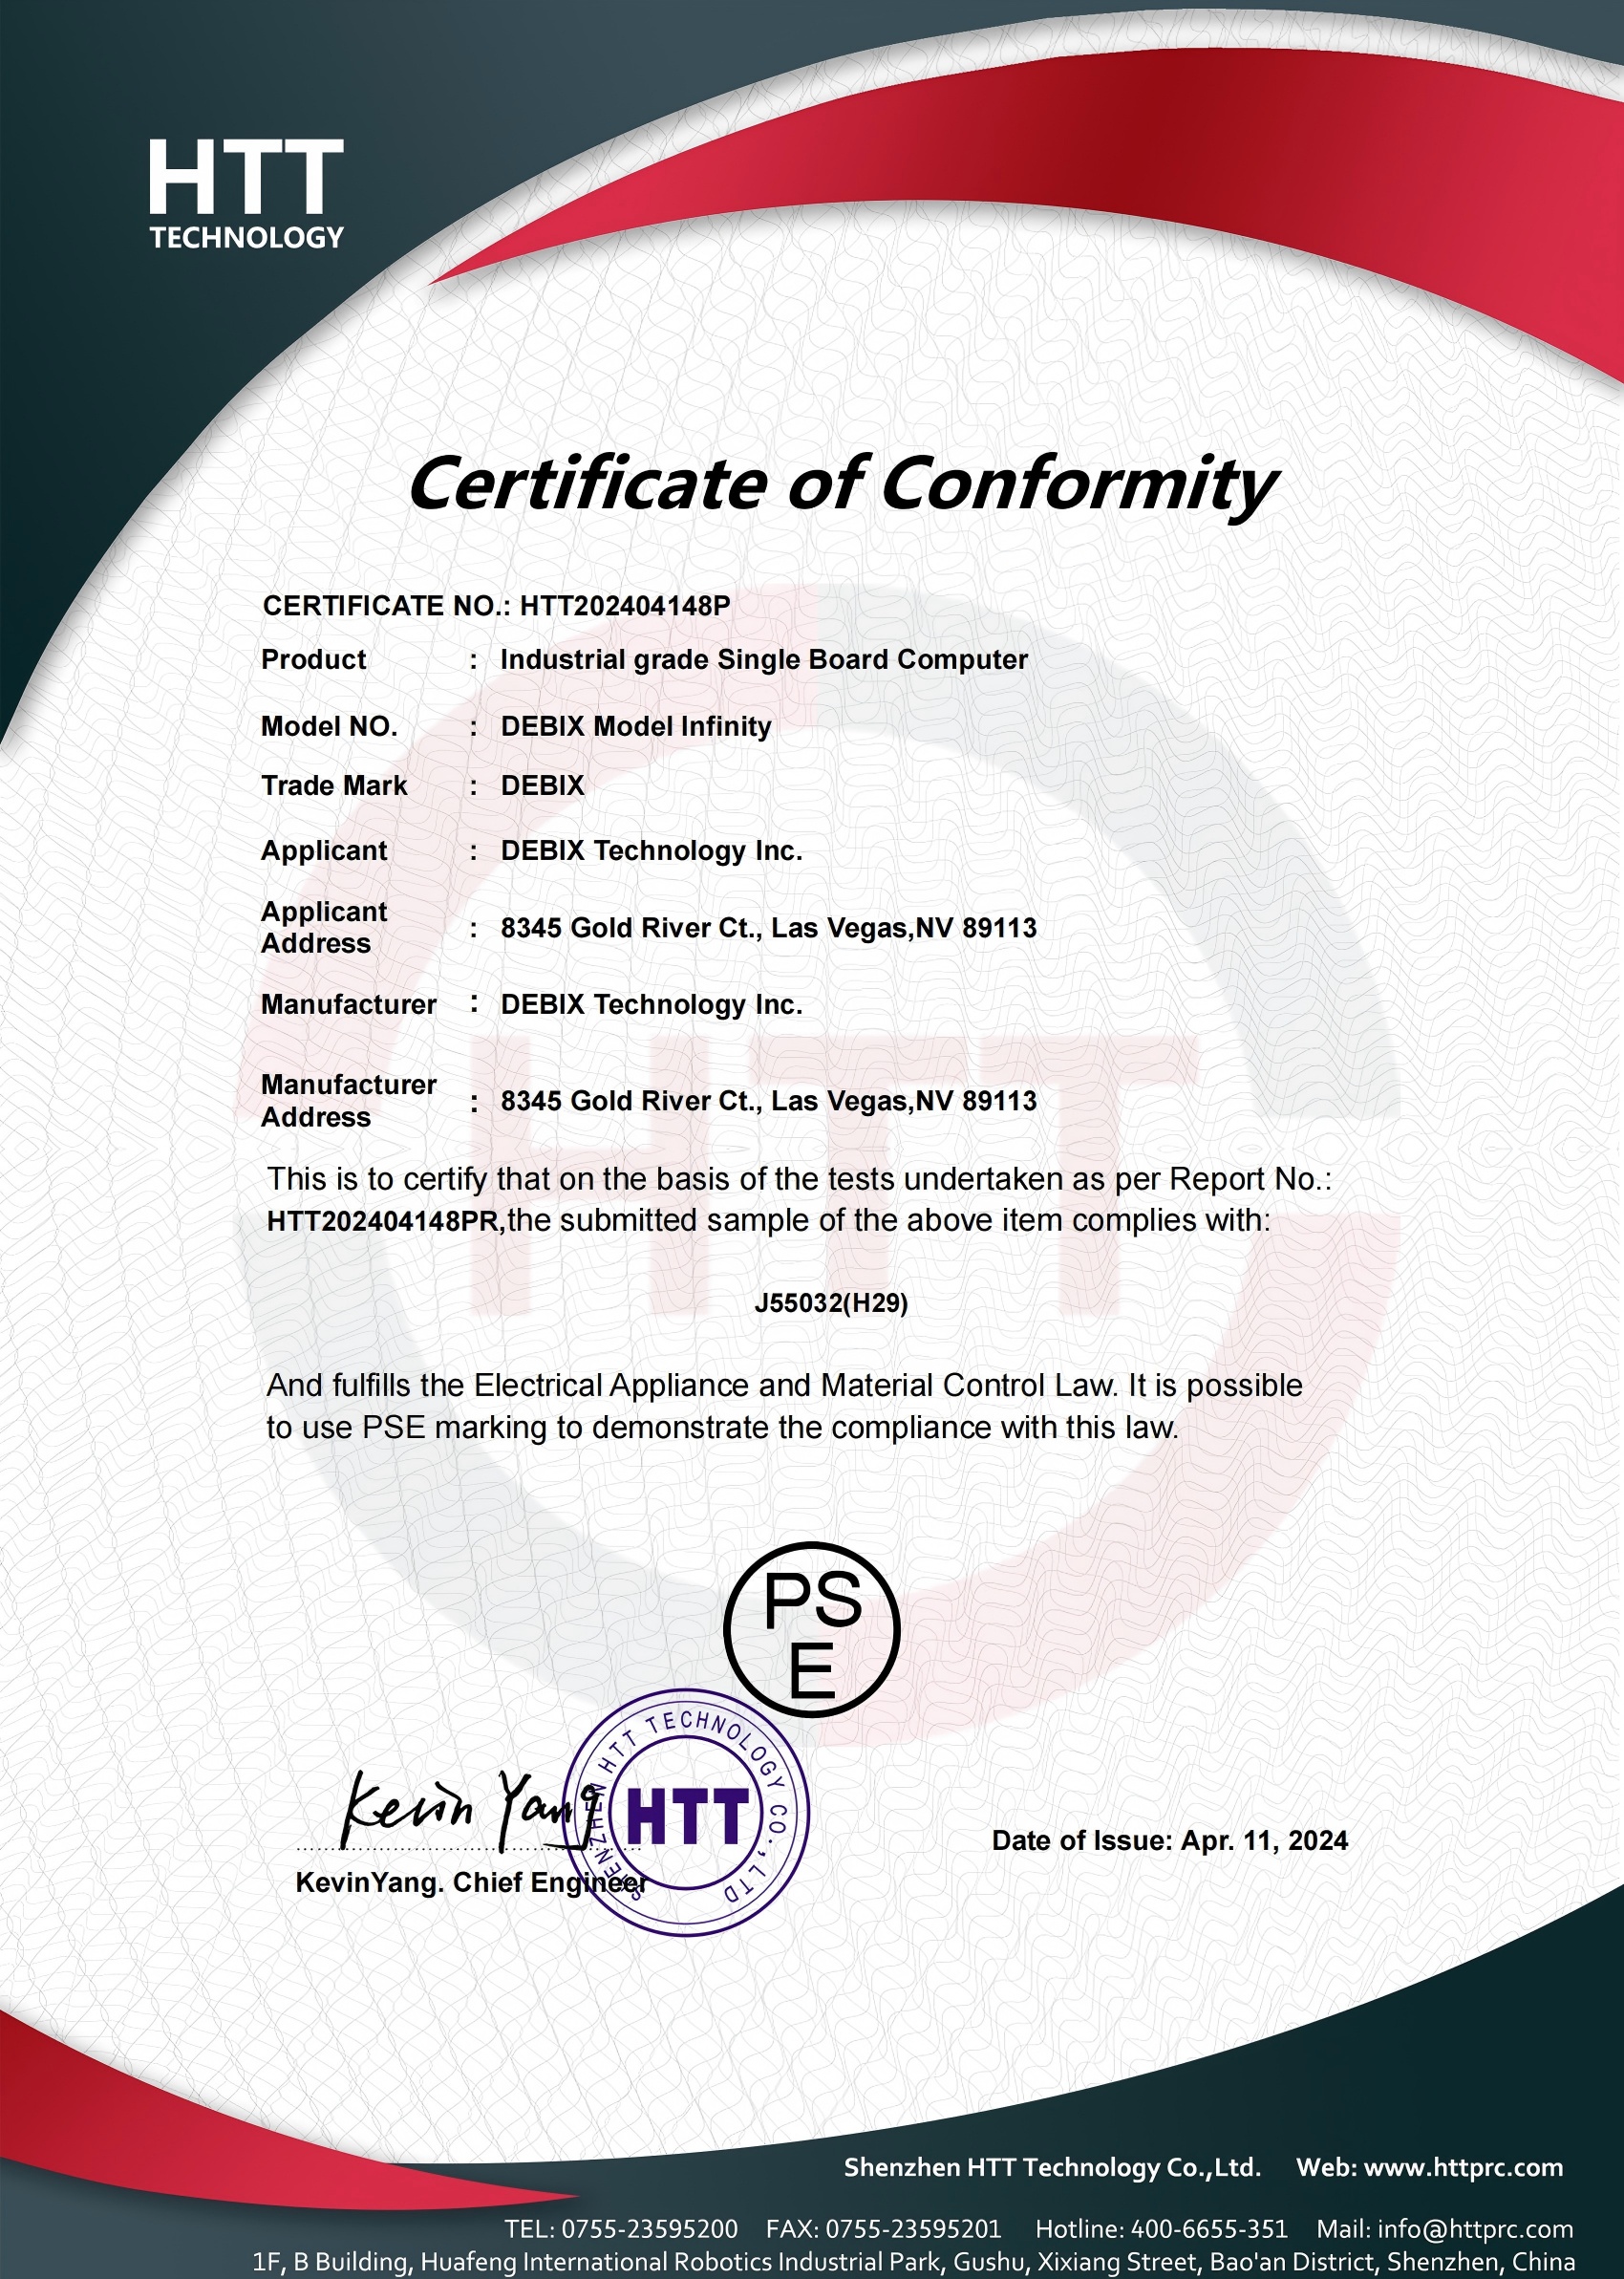 HTT
TECHNOLOGY
Certificate of Conformity
CERTIFICATE NO.: HTT202404148P
Product : Industrial grade Single Board Computer
Model NO. : DEBIX Model Infinity
Trade Mark : DEBIX
Applicant : DEBIX Technology Inc.
Applicant
Address : 8345 Gold River Ct., Las Vegas,NV 89113
Manufacturer : DEBIX Technology Inc.
Manufacturer
Address : 8345 Gold River Ct., Las Vegas,NV 89113
HTT
This is to certify that on the basis of the tests undertaken as per Report No.:
HTT202404148PR,the submitted sample of the above item complies with:
J55032(H29)
And fulfills the Electrical Appliance and Material Control Law. It is possible
to use PSE marking to demonstrate the compliance with this law.
PS
E
SHENZHEN HTT TECHNOLOGY CO.,LTD
HTT
Kevin Yang
KevinYang. Chief Engineer
Date of Issue: Apr. 11, 2024
Shenzhen HTT Technology Co.,Ltd. Web: www.httprc.com
TEL: 0755-23595200 FAX: 0755-23595201 Hotline: 400-6655-351 Mail: info@httprc.com
1F, B Building, Huafeng International Robotics Industrial Park, Gushu, Xixiang Street, Bao'an District, Shenzhen, China